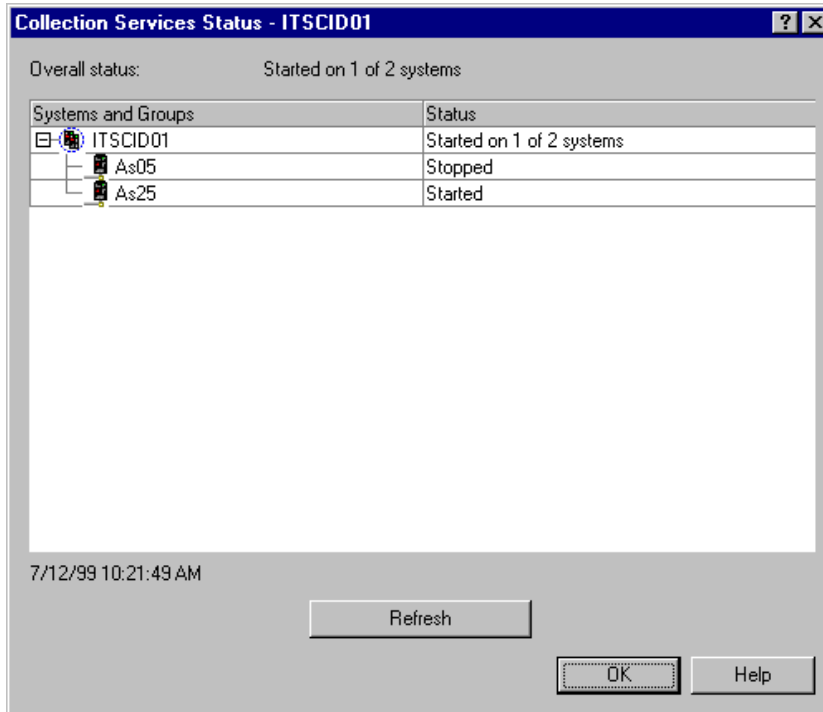 Collection Services Status - ITSCID01
Overall status: Started on 1 of 2 systems
Systems and Groups Status
ITSCID01 Started on 1 of 2 systems
As05 Stopped
As25 Started
7/12/99 10:21:49 AM
Refresh
OK Help